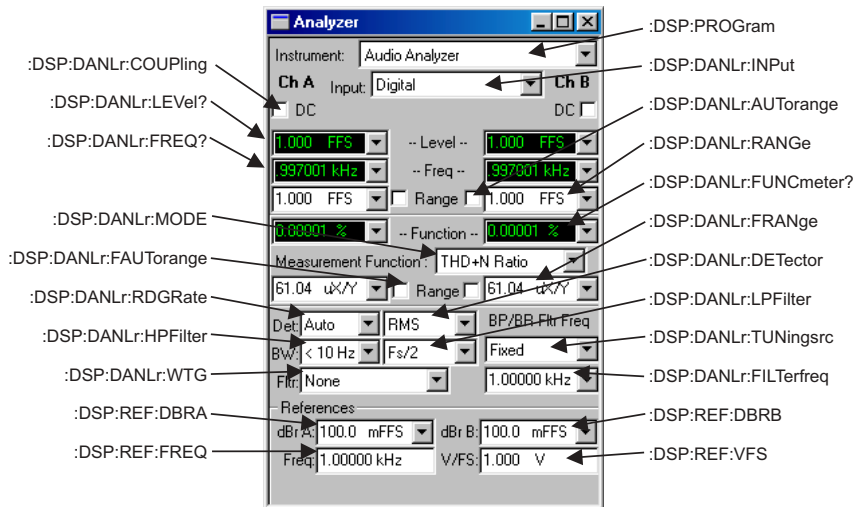 Analyzer
:DSP:PROGram
Instrument: Audio Analyzer
:DSP:DANLr:COUPling
:DSP:DANLr:INPut
Ch A Input: Digital Ch B
:DSP:DANLr:LEVel?
DC DC
:DSP:DANLr:AUTorange
:DSP:DANLr:FREQ?
1.000 FFS -- Level -- 1.000 FFS
:DSP:DANLr:RANGe
.997001 kHz -- Freq -- .997001 kHz
:DSP:DANLr:FUNCmeter?
1.000 FFS Range 1.000 FFS
:DSP:DANLr:MODE
0.00001 % -- Function -- 0.00001 %
:DSP:DANLr:FRANge
:DSP:DANLr:FAUTorange
Measurement Function: THD+N Ratio
:DSP:DANLr:DETector
:DSP:DANLr:RDGRate
61.04 uX/Y Range 61.04 uX/Y
:DSP:DANLr:LPFilter
Det: Auto RMS BP/BR Fltr Freq
:DSP:DANLr:HPFilter
:DSP:DANLr:TUNingsrc
BW: < 10 Hz Fs/2 Fixed
:DSP:DANLr:WTG
:DSP:DANLr:FILTerfreq
Fltr: None 1.00000 kHz
:DSP:REF:DBRA
References
:DSP:REF:DBRB
dBr A: 100.0 mFFS dBr B: 100.0 mFFS
:DSP:REF:FREQ
:DSP:REF:VFS
Freq: 1.00000 kHz V/FS: 1.000 V